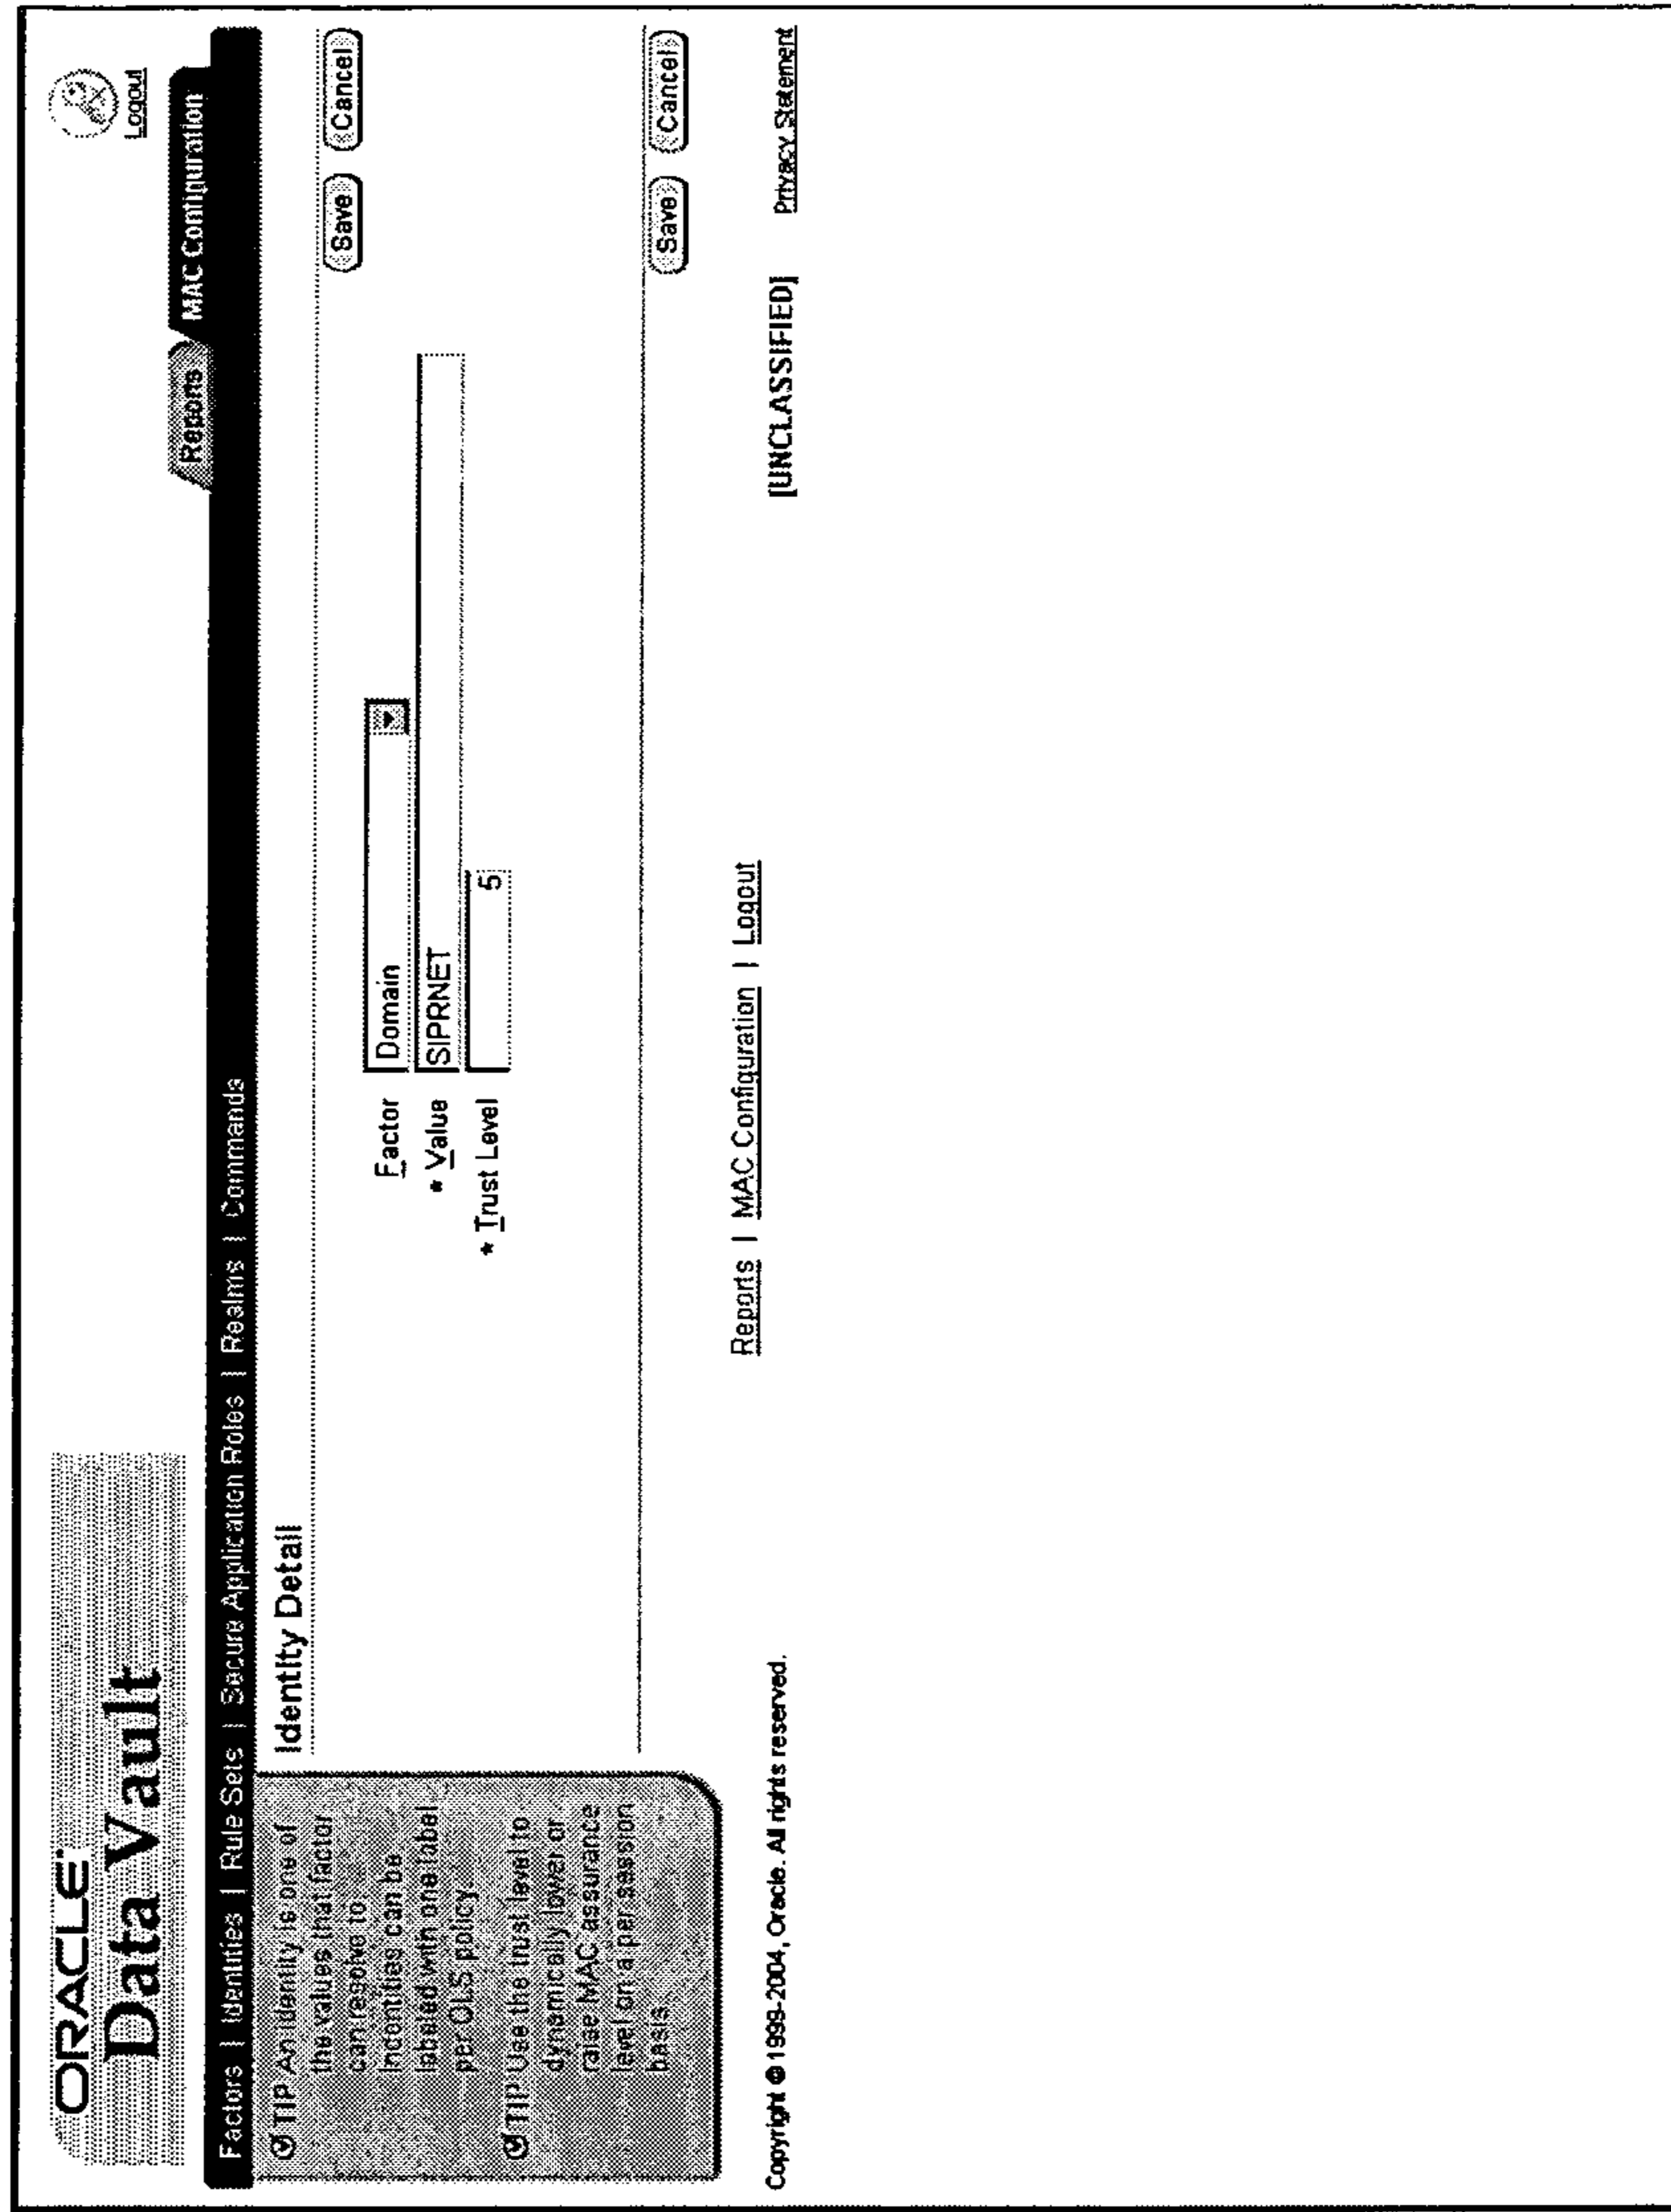 ORACLE
Data Vault
Logout
Reports
MAC Configuration
Factors | Identities | Rule Sets | Secure Application Roles | Realms | Commands
TIP An identity is one of
the values that factor
can resolve to.
Indentities can be
labeled with one label
per OLS policy.
TIP Use the trust level to
dynamically lower or
raise MAC assurance
level on a per session
basis.
Identity Detail
Save Cancel
Factor Domain
* Value SIPRNET
* Trust Level 5
Save Cancel
Reports | MAC Configuration | Logout
Copyright © 1999-2004, Oracle. All rights reserved.
[UNCLASSIFIED]
Privacy Statement